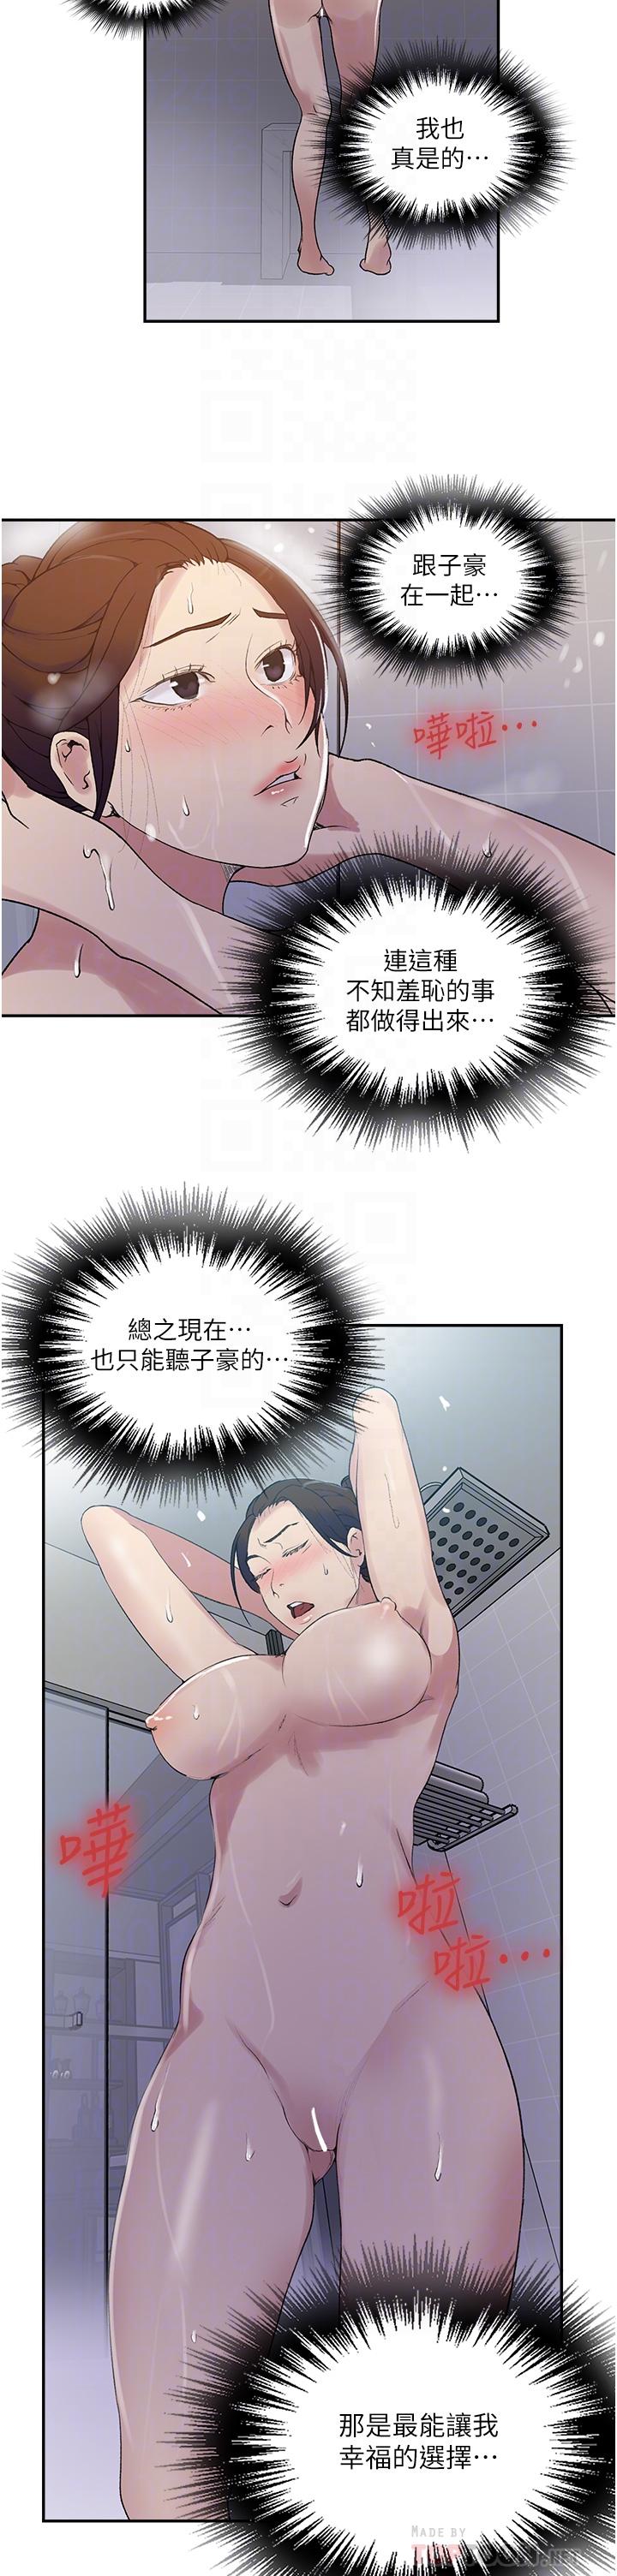 我也
真是的⋯
跟子豪
在一起⋯
嘩啦⋯
連這種
不知羞恥的事
都做得出來⋯
總之現在⋯
也只能聽子豪的⋯
嘩
啦
啦⋯
那是最能讓我
幸福的選擇⋯
MADE BY